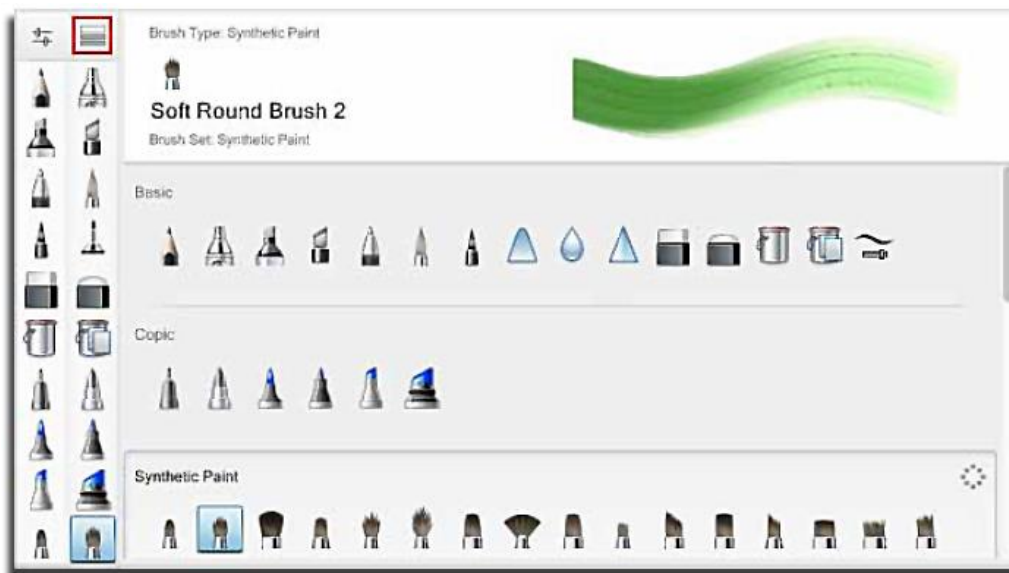 Brush Type: Synthetic Paint
Soft Round Brush 2
Brush Set: Synthetic Paint
Basic
Copic
Synthetic Paint